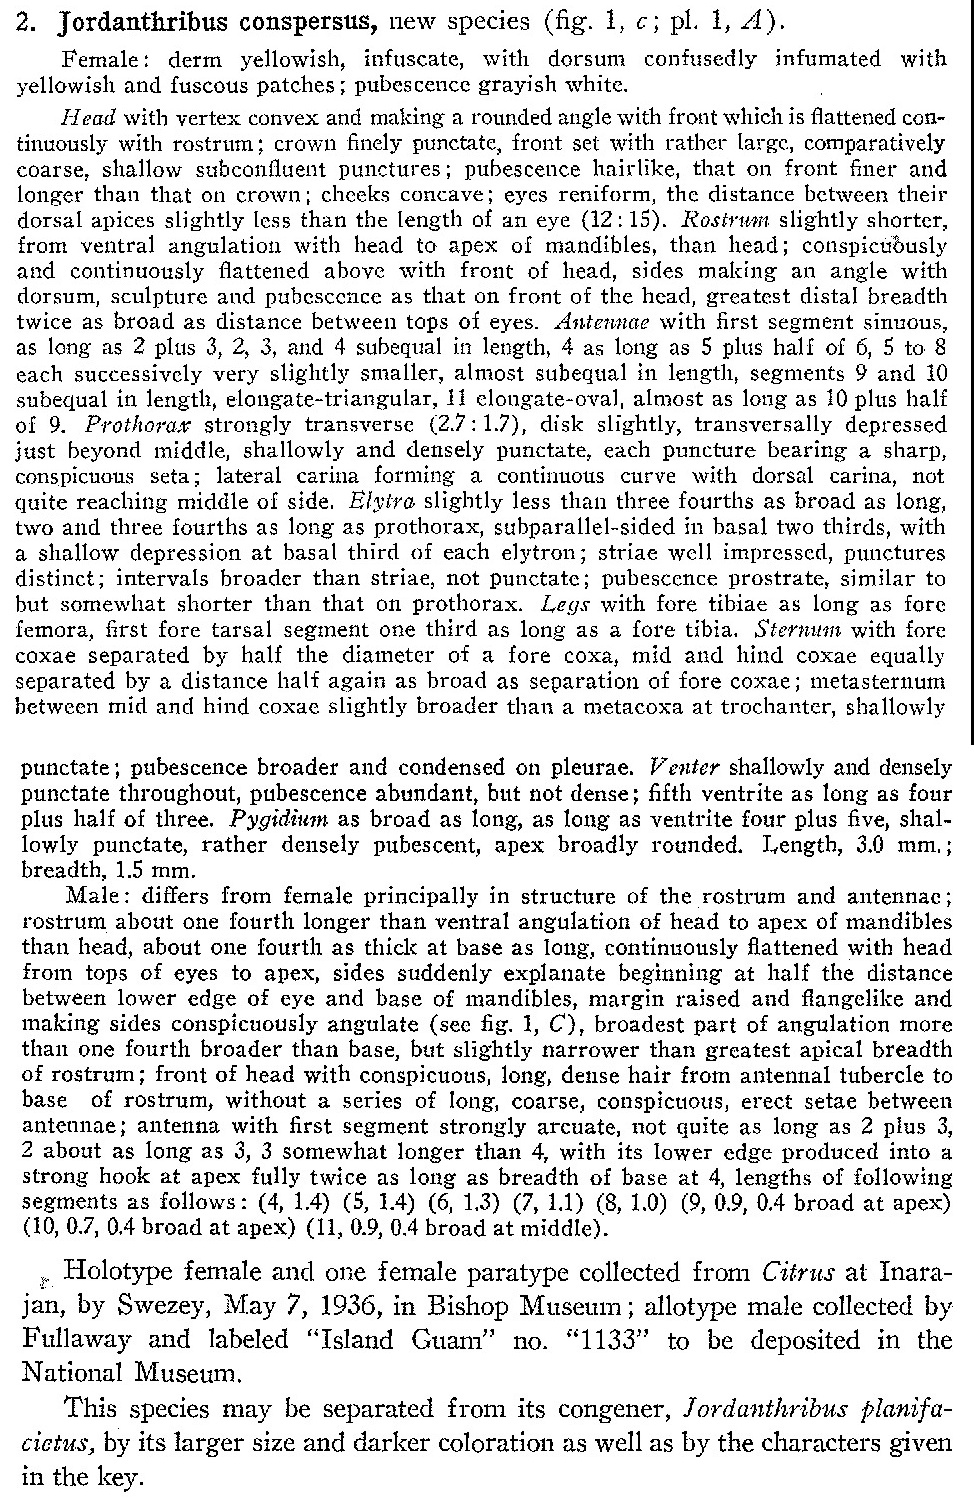 2. Jordanthribus conspersus, new species (fig. 1, c; pl. 1, A).
Female: derm yellowish, infuscate, with dorsum confusedly infumated with
yellowish and fuscous patches; pubescence grayish white.
Head with vertex convex and making a rounded angle with front which is flattened con-
tinuously with rostrum; crown finely punctate, front set with rather large, comparatively
coarse, shallow subconfluent punctures; pubescence hairlike, that on front finer and
longer than that on crown; cheeks concave; eyes reniform, the distance between their
dorsal apices slightly less than the length of an eye (12:15). Rostrum slightly shorter,
from ventral angulation with head to apex of mandibles, than head; conspicuously
and continuously flattened above with front of head, sides making an angle with
dorsum, sculpture and pubescence as that on front of the head, greatest distal breadth
twice as broad as distance between tops of eyes. Antennae with first segment sinuous,
as long as 2 plus 3, 2, 3, and 4 subequal in length, 4 as long as 5 plus half of 6, 5 to 8
each successively very slightly smaller, almost subequal in length, segments 9 and 10
subequal in length, elongate-triangular, 11 elongate-oval, almost as long as 10 plus half
of 9. Prothorax strongly transverse (2.7:1.7), disk slightly, transversally depressed
just beyond middle, shallowly and densely punctate, each puncture bearing a sharp,
conspicuous seta; lateral carina forming a continuous curve with dorsal carina, not
quite reaching middle of side. Elytra slightly less than three fourths as broad as long,
two and three fourths as long as prothorax, subparallel-sided in basal two thirds, with
a shallow depression at basal third of each elytron; striae well impressed, punctures
distinct; intervals broader than striae, not punctate; pubescence prostrate, similar to
but somewhat shorter than that on prothorax. Legs with fore tibiae as long as fore
femora, first fore tarsal segment one third as long as a fore tibia. Sternum with fore
coxae separated by half the diameter of a fore coxa, mid and hind coxae equally
separated by a distance half again as broad as separation of fore coxae; metasternum
between mid and hind coxae slightly broader than a metacoxa at trochanter, shallowly
punctate; pubescence broader and condensed on pleurae. Venter shallowly and densely
punctate throughout, pubescence abundant, but not dense; fifth ventrite as long as four
plus half of three. Pygidium as broad as long, as long as ventrite four plus five, shal-
lowly punctate, rather densely pubescent, apex broadly rounded. Length, 3.0 mm.;
breadth, 1.5 mm.
Male: differs from female principally in structure of the rostrum and antennae;
rostrum about one fourth longer than ventral angulation of head to apex of mandibles
than head, about one fourth as thick at base as long, continuously flattened with head
from tops of eyes to apex, sides suddenly explanate beginning at half the distance
between lower edge of eye and base of mandibles, margin raised and flangelike and
making sides conspicuously angulate (see fig. 1, C), broadest part of angulation more
than one fourth broader than base, but slightly narrower than greatest apical breadth
of rostrum; front of head with conspicuous, long, dense hair from antennal tubercle to
base of rostrum, without a series of long, coarse, conspicuous, erect setae between
antennae; antenna with first segment strongly arcuate, not quite as long as 2 plus 3,
2 about as long as 3, 3 somewhat longer than 4, with its lower edge produced into a
strong hook at apex fully twice as long as breadth of base at 4, lengths of following
segments as follows: (4, 1.4) (5, 1.4) (6, 1.3) (7, 1.1) (8, 1.0) (9, 0.9, 0.4 broad at apex)
(10, 0.7, 0.4 broad at apex) (11, 0.9, 0.4 broad at middle).
Holotype female and one female paratype collected from Citrus at Inara-
jan, by Swezey, May 7, 1936, in Bishop Museum; allotype male collected by
Fullaway and labeled "Island Guam" no. "1133" to be deposited in the
National Museum.
This species may be separated from its congener, Jordanthribus planifa-
cietus, by its larger size and darker coloration as well as by the characters given
in the key.